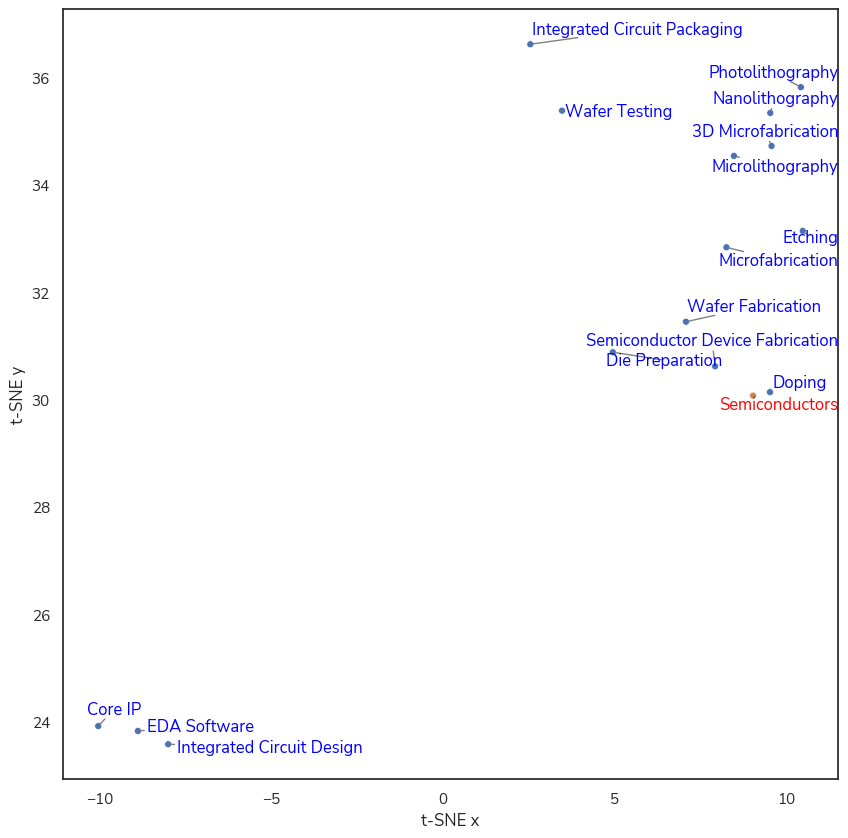 Integrated Circuit Packaging
Photolithography
Nanolithography
Wafer Testing
3D Microfabrication
Microlithography
Etching
Microfabrication
Wafer Fabrication
Semiconductor Device Fabrication
Die Preparation
Doping
Semiconductors
Core IP
EDA Software
Integrated Circuit Design
36
34
32
30
28
26
24
t-SNE y
−10
−5
0
5
10
t-SNE x